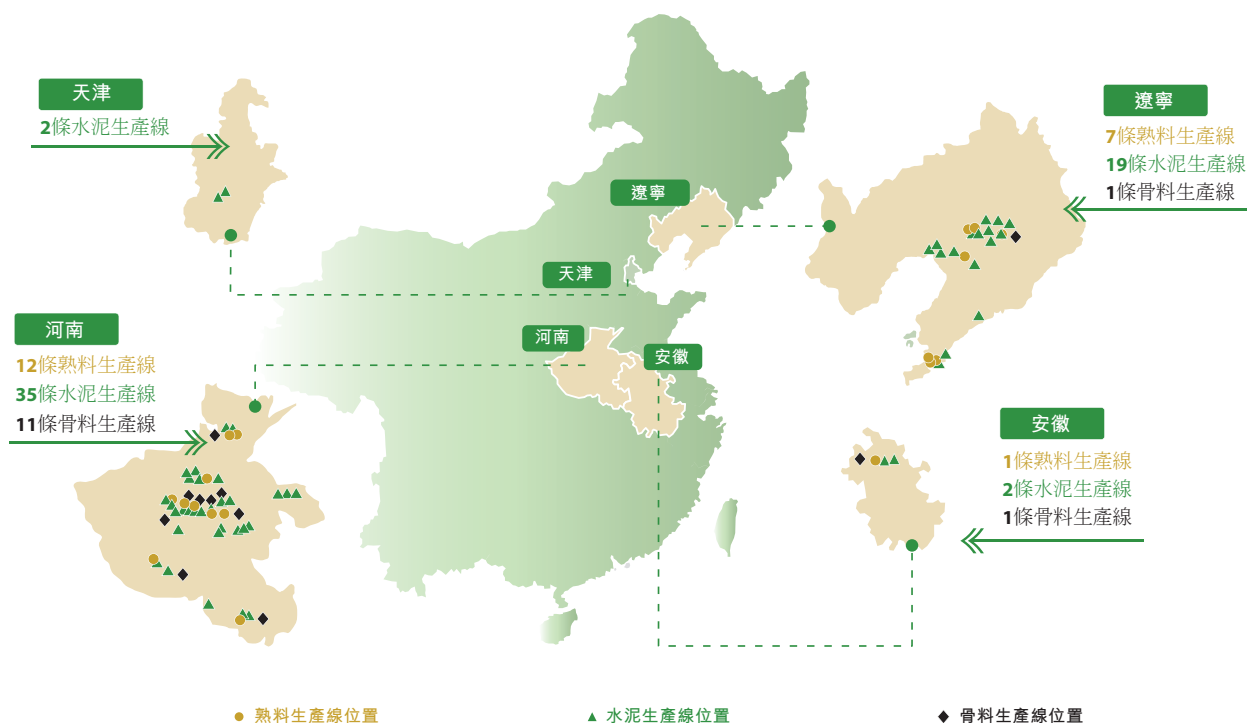 天津
2條水泥生產線
遼寧
7條熟料生產線
19條水泥生產線
1條骨料生產線
遼寧
天津
河南
安徽
河南
12條熟料生產線
35條水泥生產線
11條骨料生產線
安徽
1條熟料生產線
2條水泥生產線
1條骨料生產線
熟料生產線位置
水泥生產線位置
骨料生產線位置